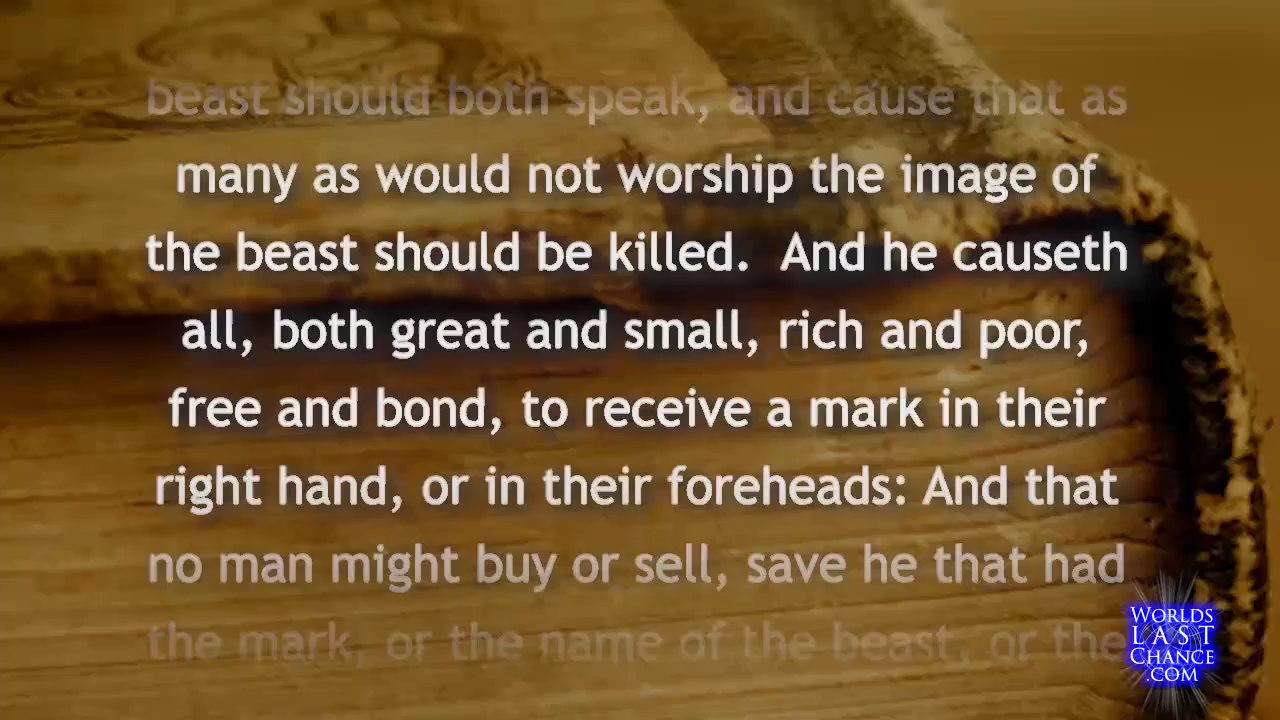 beast should both speak, and cause that as
many as would not worship the image of
the beast should be killed.  And he causeth
all, both great and small, rich and poor,
free and bond, to receive a mark in their
right hand, or in their foreheads: And that
no man might buy or sell, save he that had
the mark, or the name of the beast, or the
WORLDS
LAST
CHANCE
.COM